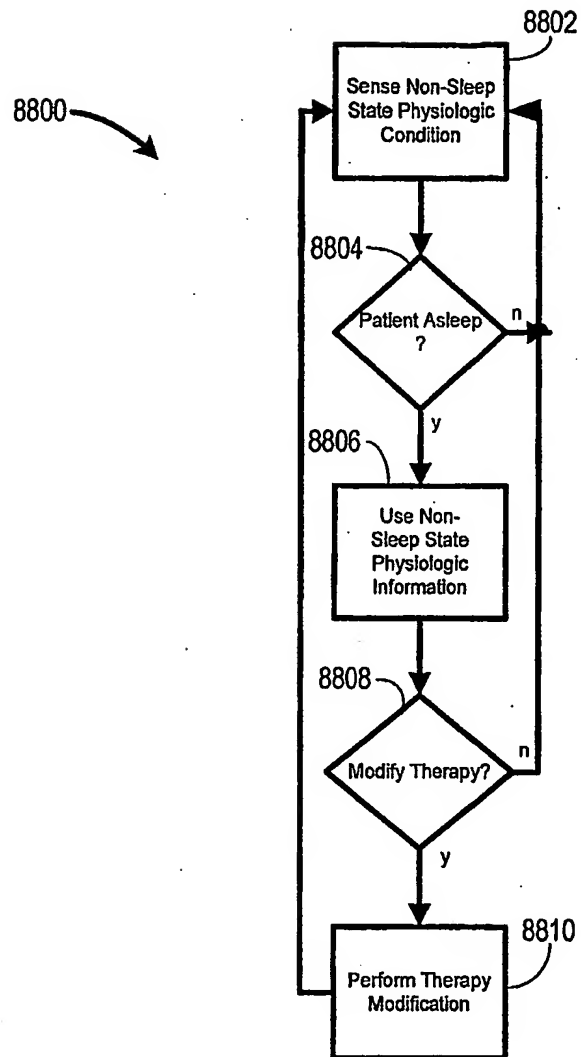 8802
8800
Sense Non-Sleep
State Physiologic
Condition
8804
Patient Asleep
?
n
y
8806
Use Non-
Sleep State
Physiologic
Information
8808
Modify Therapy?
n
y
8810
Perform Therapy
Modification